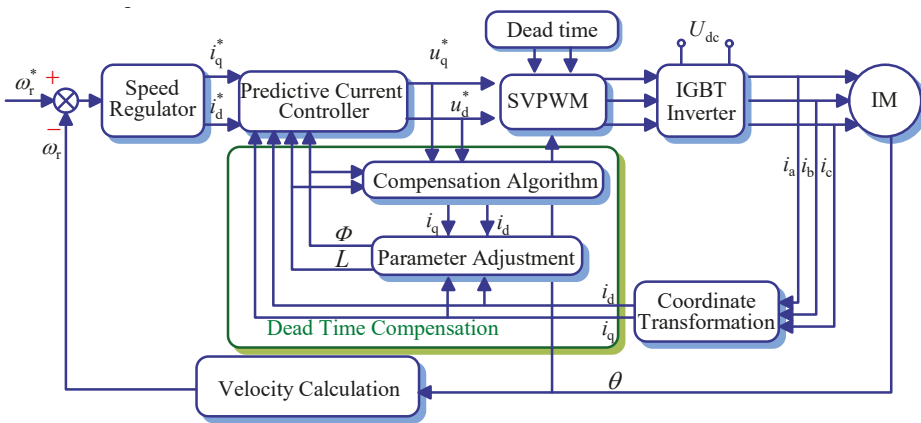 Dead time
U_dc
i_q^*
u_q^*
ω_r^*
+
Speed
Regulator
Predictive Current
Controller
SVPWM
IGBT
Inverter
IM
i_d^*
u_d^*
−
ω_r
i_a
i_b
i_c
Compensation Algorithm
i_q
i_d
Φ
L
Parameter Adjustment
i_d
Coordinate
Transformation
i_q
Dead Time Compensation
Velocity Calculation
θ